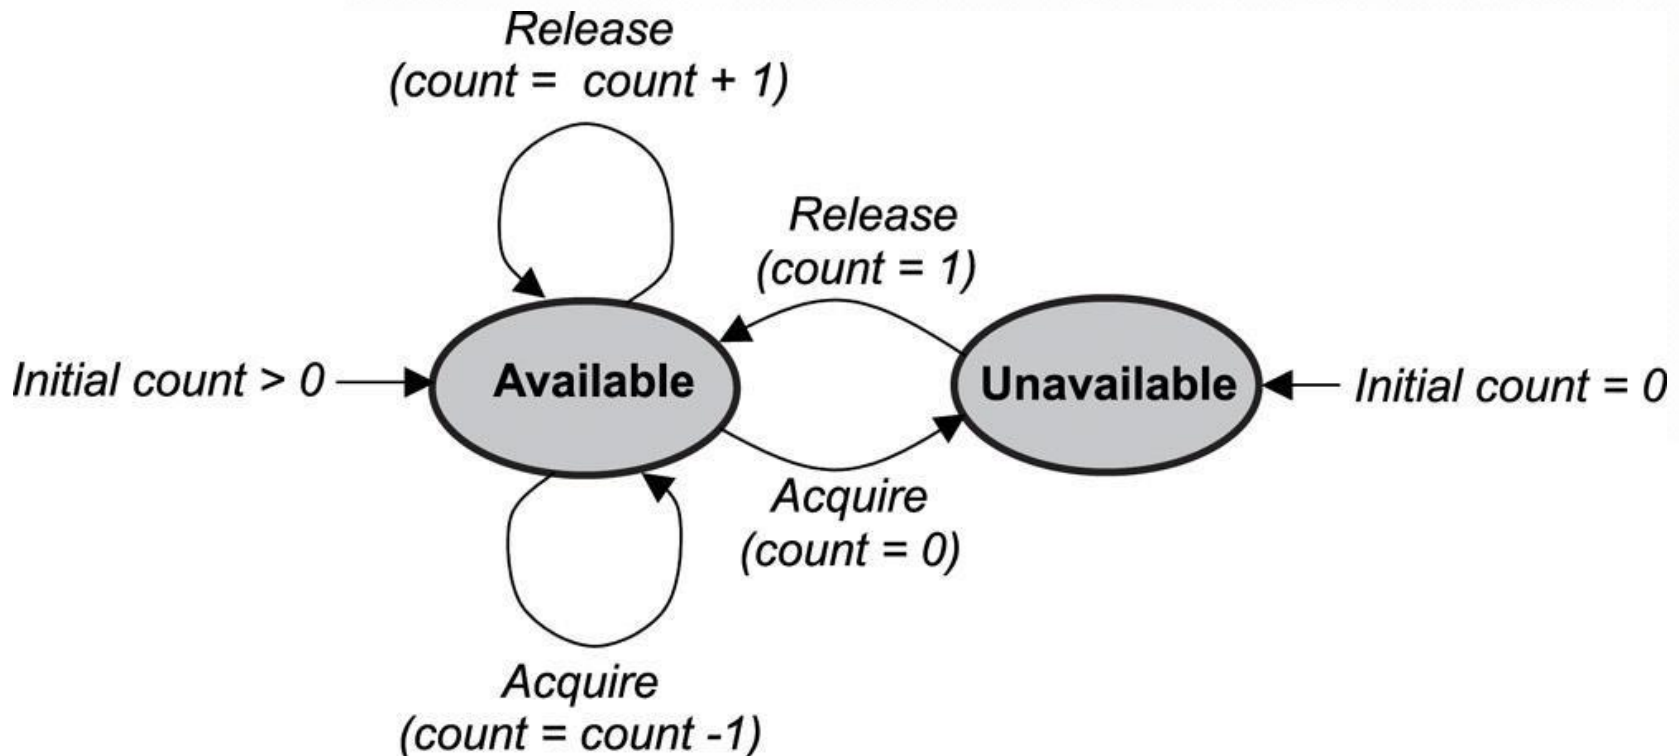 Release
(count = count + 1)
Release
(count = 1)
Initial count > 0
Available
Unavailable
Initial count = 0
Acquire
(count = 0)
Acquire
(count = count -1)